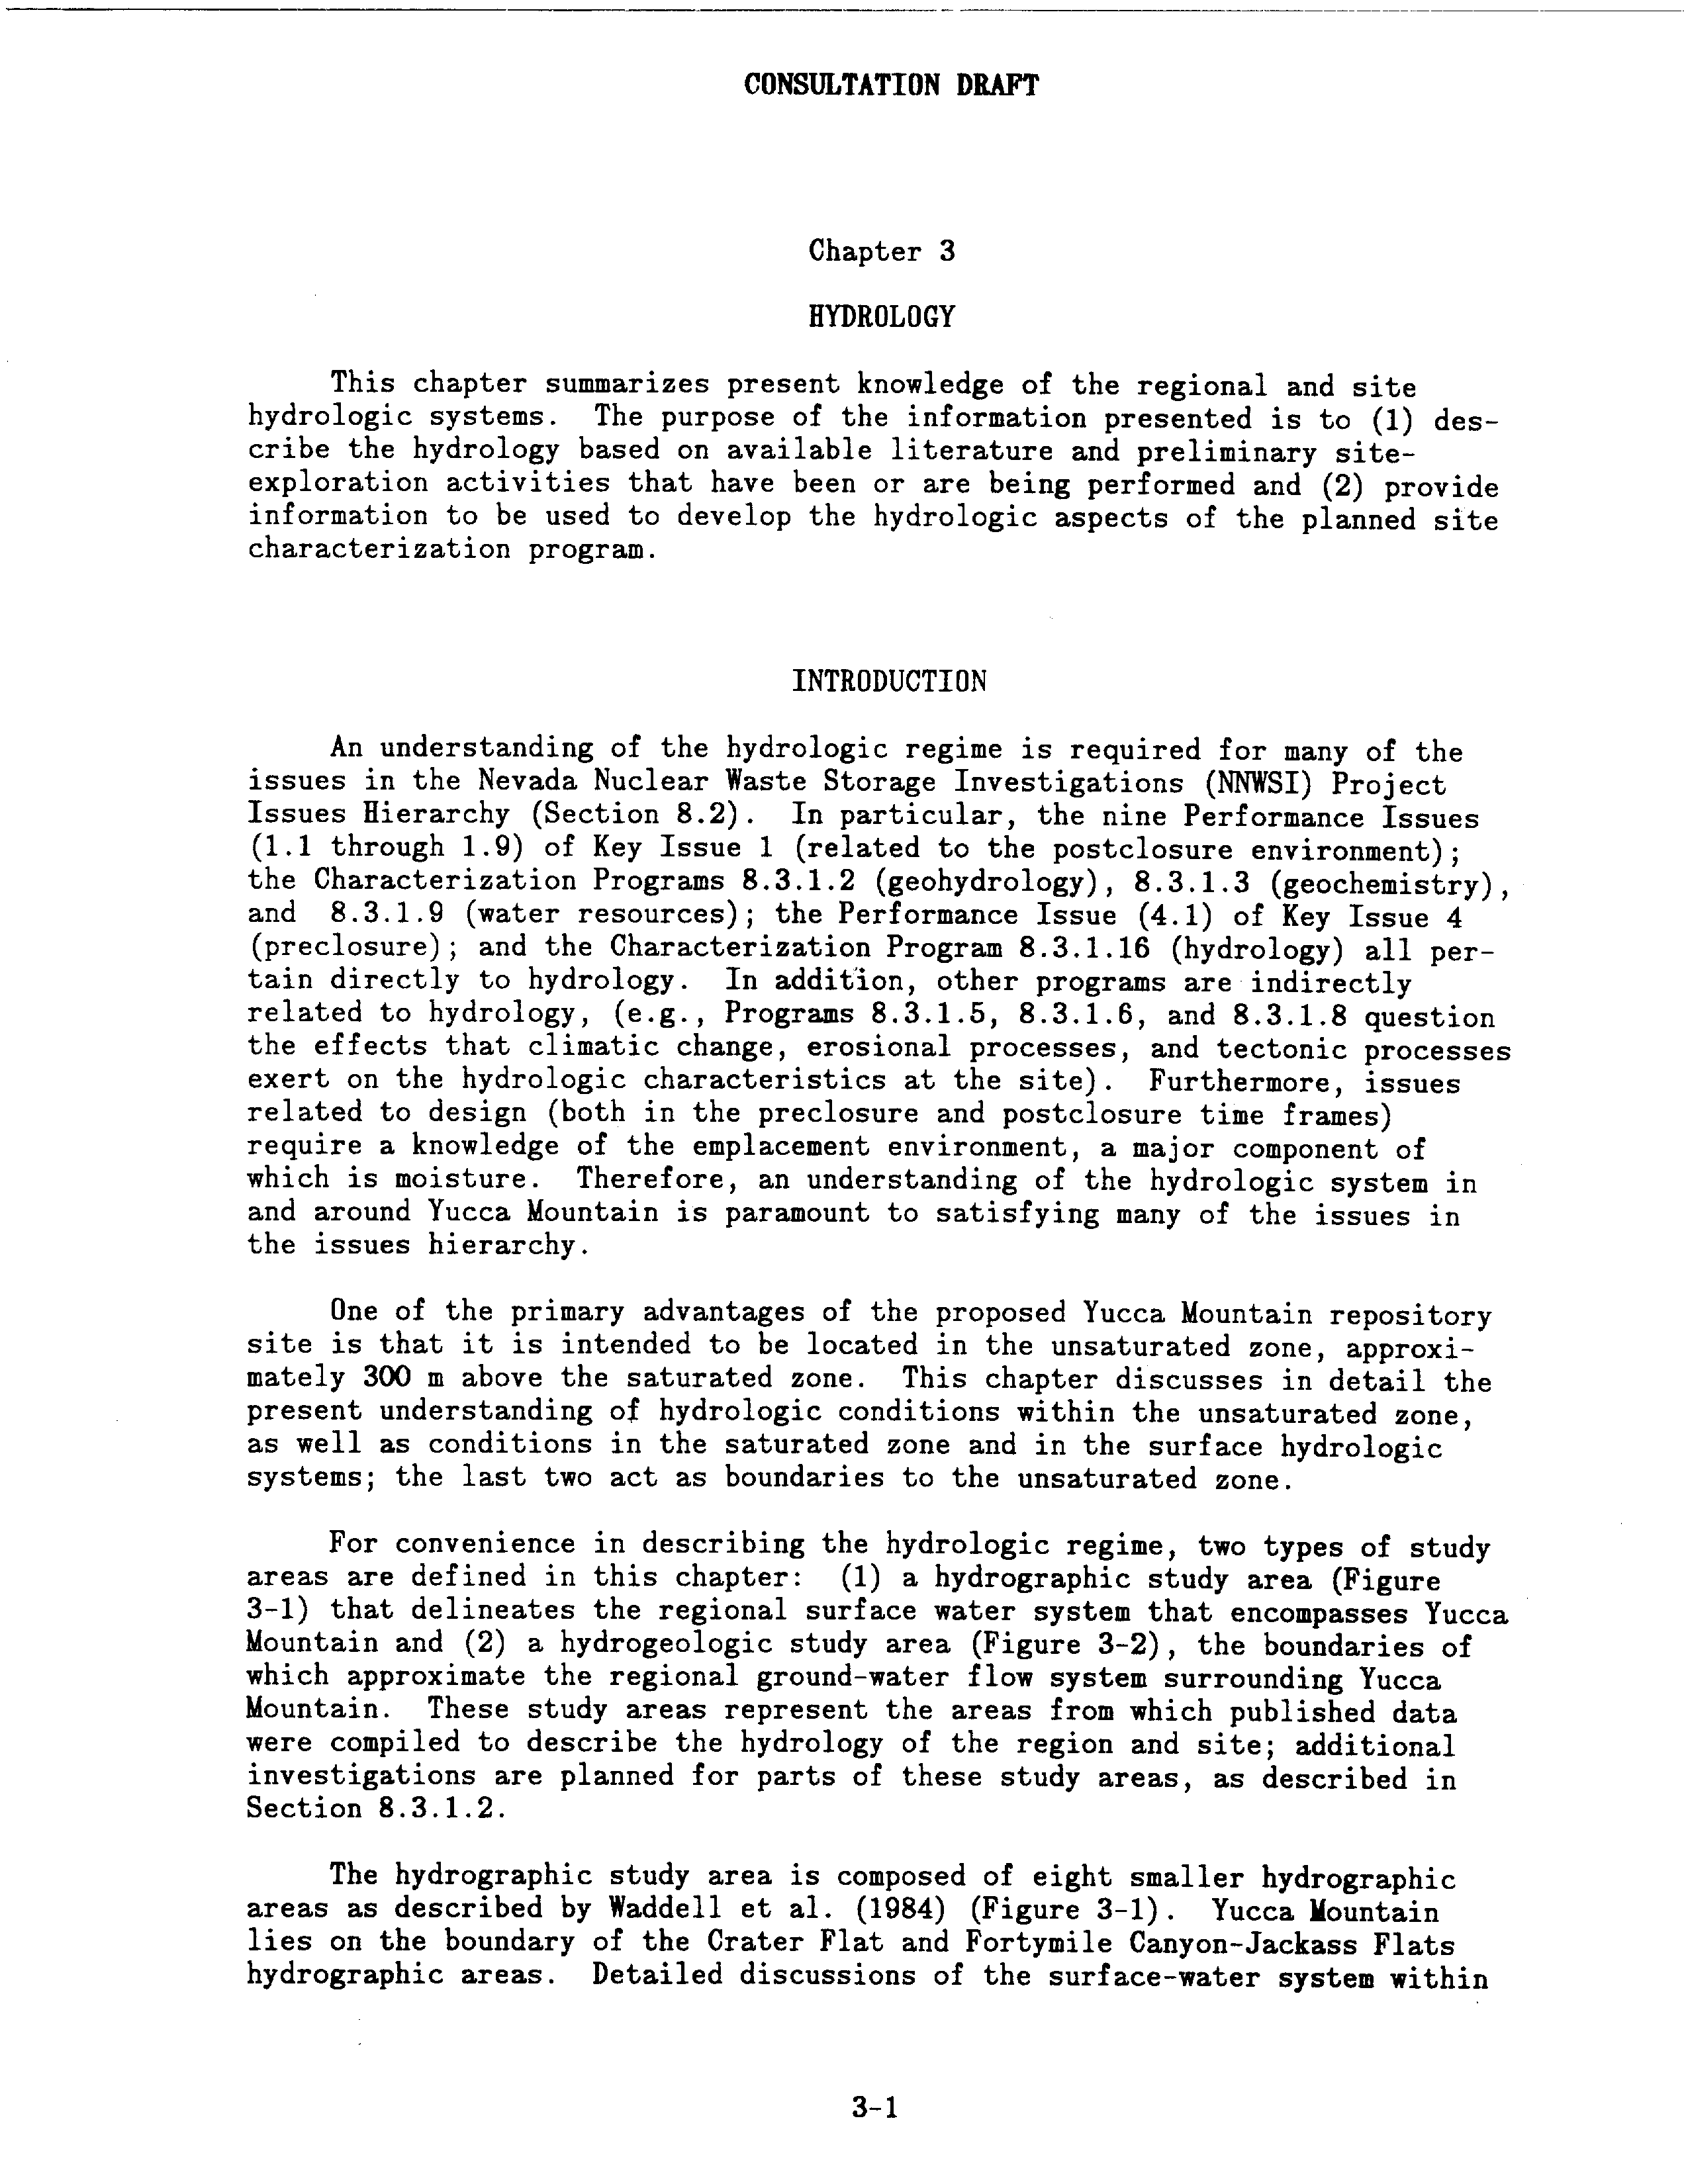 CONSULTATION DRAFT
Chapter 3
HYDROLOGY
This chapter summarizes present knowledge of the regional and site
hydrologic systems. The purpose of the information presented is to (1) des-
cribe the hydrology based on available literature and preliminary site-
exploration activities that have been or are being performed and (2) provide
information to be used to develop the hydrologic aspects of the planned site
characterization program.
INTRODUCTION
An understanding of the hydrologic regime is required for many of the
issues in the Nevada Nuclear Waste Storage Investigations (NNWSI) Project
Issues Hierarchy (Section 8.2). In particular, the nine Performance Issues
(1.1 through 1.9) of Key Issue 1 (related to the postclosure environment);
the Characterization Programs 8.3.1.2 (geohydrology), 8.3.1.3 (geochemistry),
and 8.3.1.9 (water resources); the Performance Issue (4.1) of Key Issue 4
(preclosure); and the Characterization Program 8.3.1.16 (hydrology) all per-
tain directly to hydrology. In addition, other programs are indirectly
related to hydrology, (e.g., Programs 8.3.1.5, 8.3.1.6, and 8.3.1.8 question
the effects that climatic change, erosional processes, and tectonic processes
exert on the hydrologic characteristics at the site). Furthermore, issues
related to design (both in the preclosure and postclosure time frames)
require a knowledge of the emplacement environment, a major component of
which is moisture. Therefore, an understanding of the hydrologic system in
and around Yucca Mountain is paramount to satisfying many of the issues in
the issues hierarchy.
One of the primary advantages of the proposed Yucca Mountain repository
site is that it is intended to be located in the unsaturated zone, approxi-
mately 300 m above the saturated zone. This chapter discusses in detail the
present understanding of hydrologic conditions within the unsaturated zone,
as well as conditions in the saturated zone and in the surface hydrologic
systems; the last two act as boundaries to the unsaturated zone.
For convenience in describing the hydrologic regime, two types of study
areas are defined in this chapter: (1) a hydrographic study area (Figure
3-1) that delineates the regional surface water system that encompasses Yucca
Mountain and (2) a hydrogeologic study area (Figure 3-2), the boundaries of
which approximate the regional ground-water flow system surrounding Yucca
Mountain. These study areas represent the areas from which published data
were compiled to describe the hydrology of the region and site; additional
investigations are planned for parts of these study areas, as described in
Section 8.3.1.2.
The hydrographic study area is composed of eight smaller hydrographic
areas as described by Waddell et al. (1984) (Figure 3-1). Yucca Mountain
lies on the boundary of the Crater Flat and Fortymile Canyon-Jackass Flats
hydrographic areas. Detailed discussions of the surface-water system within
3-1